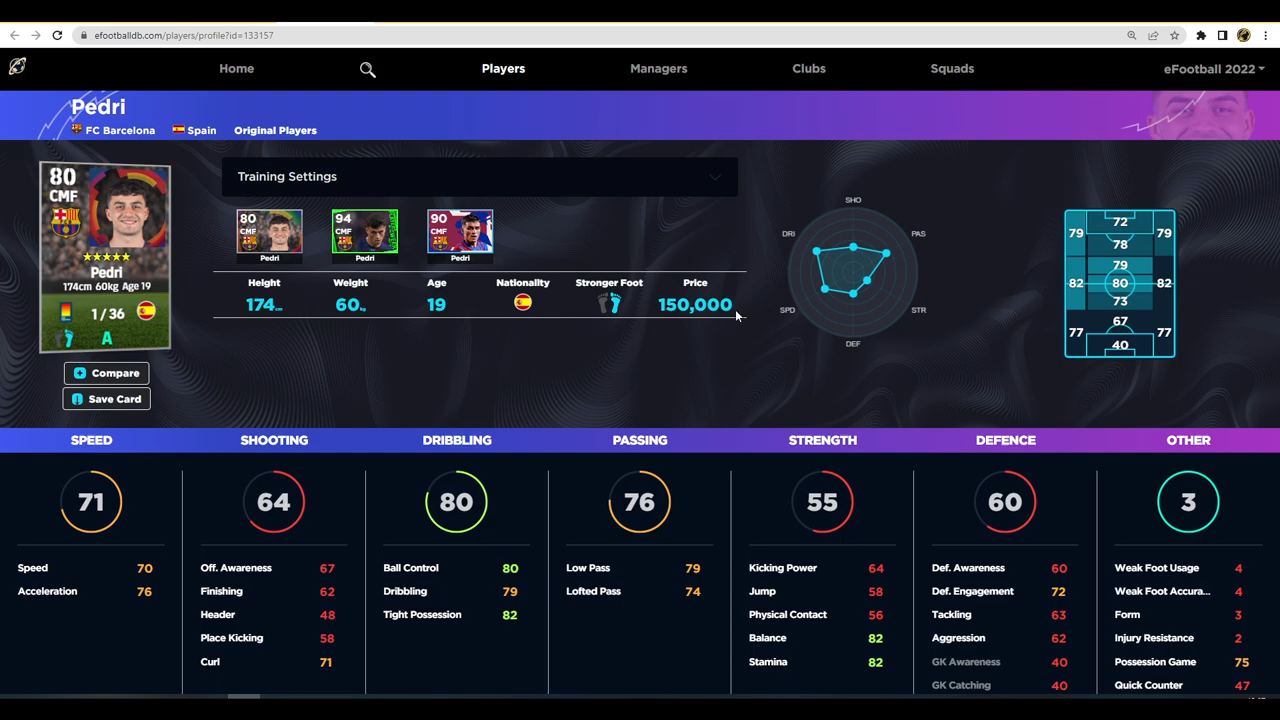 efootballdb.com/players/profile?id=133157
Home
Players
Managers
Clubs
Squads
eFootball 2022
Pedri
FC Barcelona Spain Original Players
80
CMF
Pedri
174cm 60kg Age 19
1/36
A
Compare
Save Card
Training Settings
80
CMF
Pedri
94
CMF
Pedri
90
CMF
Pedri
Height Weight Age Nationality Stronger Foot Price
174cm 60kg 19 150,000
SHO
PAS
STR
DEF
SPD
DRI
72
79 78 79
79
82 80 82
73
67
77 77
40
SPEED
71
Speed 70
Acceleration 76
SHOOTING
64
Off. Awareness 67
Finishing 62
Header 48
Place Kicking 58
Curl 71
DRIBBLING
80
Ball Control 80
Dribbling 79
Tight Possession 82
PASSING
76
Low Pass 79
Lofted Pass 74
STRENGTH
55
Kicking Power 64
Jump 58
Physical Contact 56
Balance 82
Stamina 82
DEFENCE
60
Def. Awareness 60
Def. Engagement 72
Tackling 63
Aggression 62
GK Awareness 40
GK Catching 40
OTHER
3
Weak Foot Usage 4
Weak Foot Accura... 4
Form 3
Injury Resistance 2
Possession Game 75
Quick Counter 47